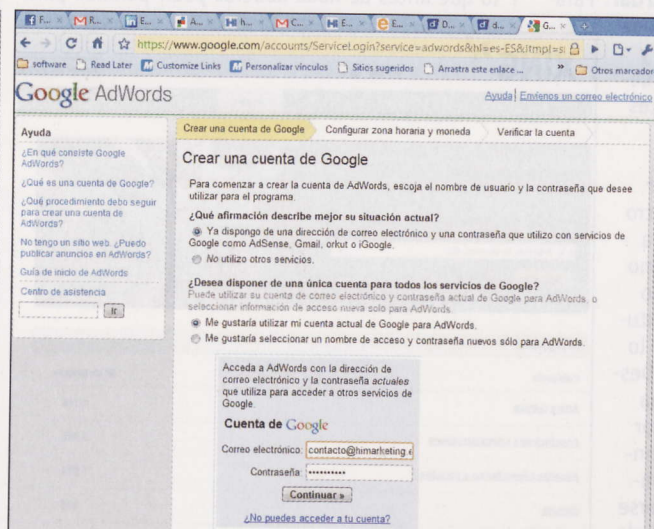 F... × M R... × E... × A... × HI h... × M C... × HI E... × E... × D... × d... × G... ×
https://www.google.com/accounts/ServiceLogin?service=adwords&hl=es-ES&ltmpl=s
software Read Later Customize Links Personalizar vínculos Sitios sugeridos Arrastra este enlace ... » Otros marcador
Google AdWords
Ayuda | Envíenos un correo electrónico
Ayuda
¿En qué consiste Google
AdWords?
¿Qué es una cuenta de Google?
¿Qué procedimiento debo seguir
para crear una cuenta de
AdWords?
No tengo un sitio web. ¿Puedo
publicar anuncios en AdWords?
Guía de inicio de AdWords
Centro de asistencia
Ir
Crear una cuenta de Google Configurar zona horaria y moneda Verificar la cuenta
Crear una cuenta de Google
Para comenzar a crear la cuenta de AdWords, escoja el nombre de usuario y la contraseña que desee
utilizar para el programa.
¿Qué afirmación describe mejor su situación actual?
Ya dispongo de una dirección de correo electrónico y una contraseña que utilizo con servicios de
Google como AdSense, Gmail, orkut o iGoogle.
No utilizo otros servicios.
¿Desea disponer de una única cuenta para todos los servicios de Google?
Puede utilizar su cuenta de correo electrónico y contraseña actual de Google para AdWords, o
seleccionar información de acceso nueva solo para AdWords.
Me gustaría utilizar mi cuenta actual de Google para AdWords.
Me gustaría seleccionar un nombre de acceso y contraseña nuevos sólo para AdWords.
Acceda a AdWords con la dirección de
correo electrónico y la contraseña actuales
que utiliza para acceder a otros servicios de
Google.
Cuenta de Google
Correo electrónico: contacto@himarketing.e
Contraseña: ••••••••••
Continuar »
¿No puedes acceder a tu cuenta?